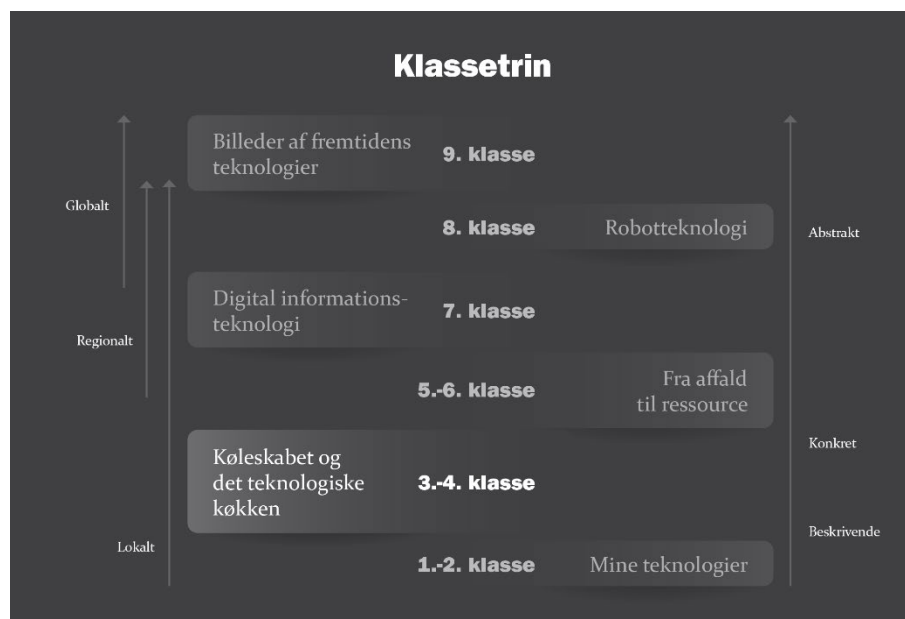 Klassetrin
Billeder af fremtidens
teknologier
9. klasse
Globalt
8. klasse
Robotteknologi
Abstrakt
Digital informations-
teknologi
7. klasse
Regionalt
5.-6. klasse
Fra affald
til ressource
Konkret
Køleskabet og
det teknologiske
køkken
3.-4. klasse
Beskrivende
Lokalt
1.-2. klasse
Mine teknologier